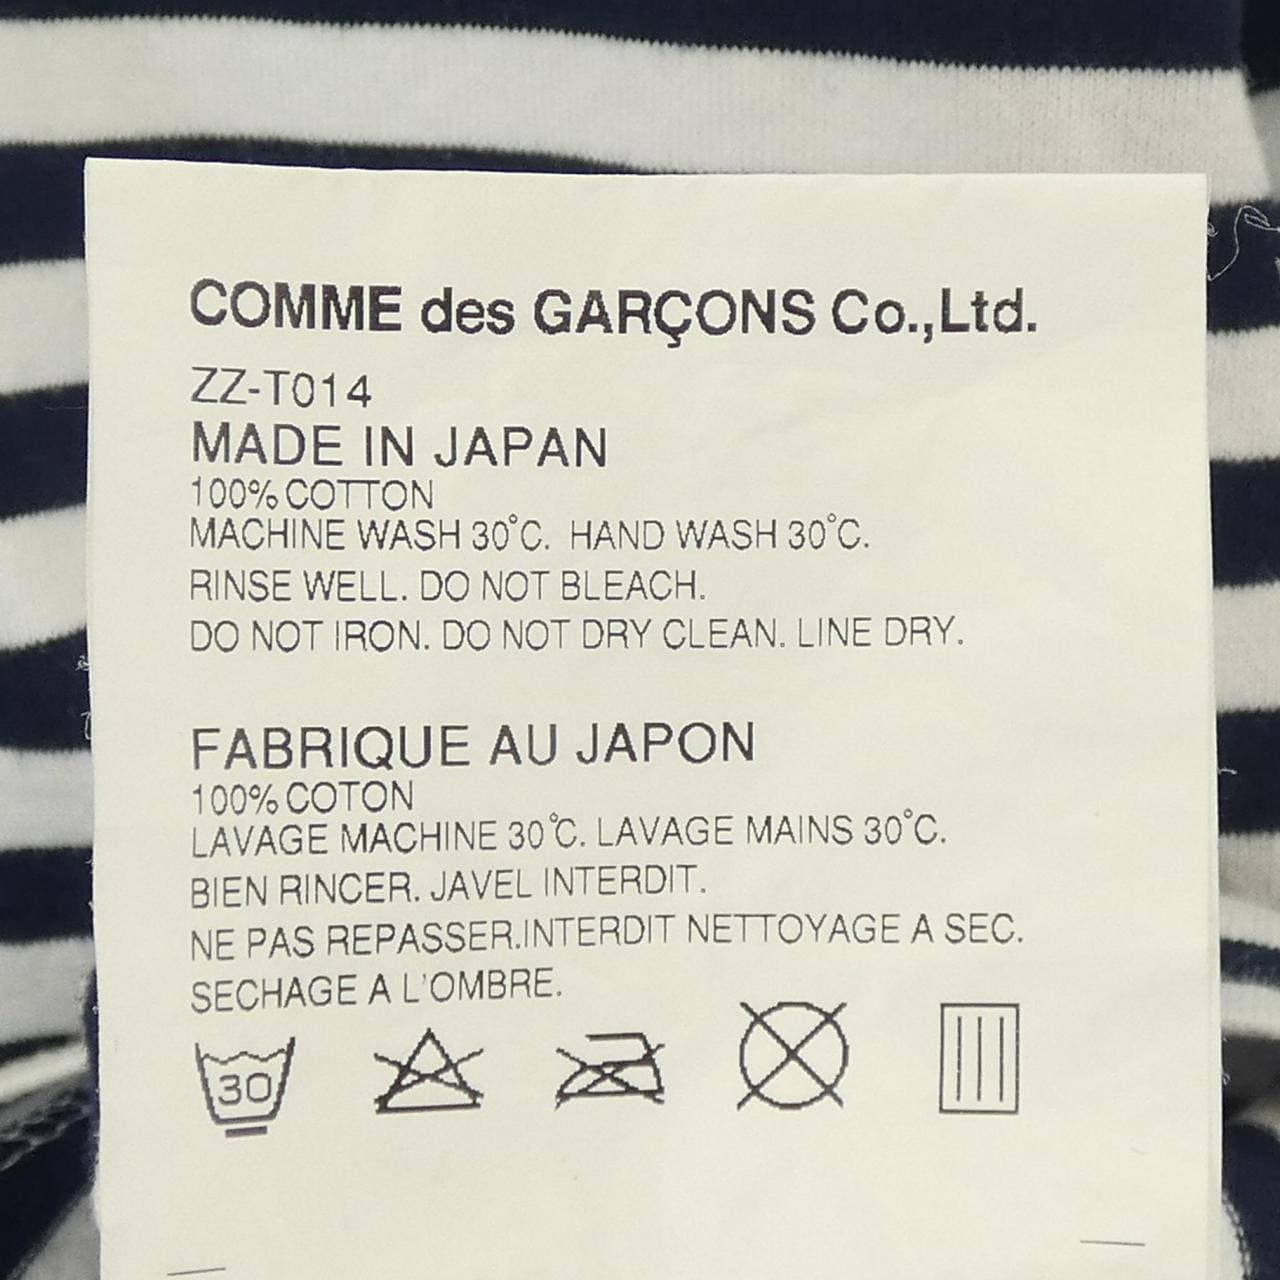 COMME des GARÇONS Co.,Ltd.
ZZ-T014
MADE IN JAPAN
100% COTTON
MACHINE WASH 30°C. HAND WASH 30°C.
RINSE WELL. DO NOT BLEACH.
DO NOT IRON. DO NOT DRY CLEAN. LINE DRY.
FABRIQUE AU JAPON
100% COTON
LAVAGE MACHINE 30°C. LAVAGE MAINS 30°C.
BIEN RINCER. JAVEL INTERDIT.
NE PAS REPASSER.INTERDIT NETTOYAGE A SEC.
SECHAGE A L'OMBRE.
30